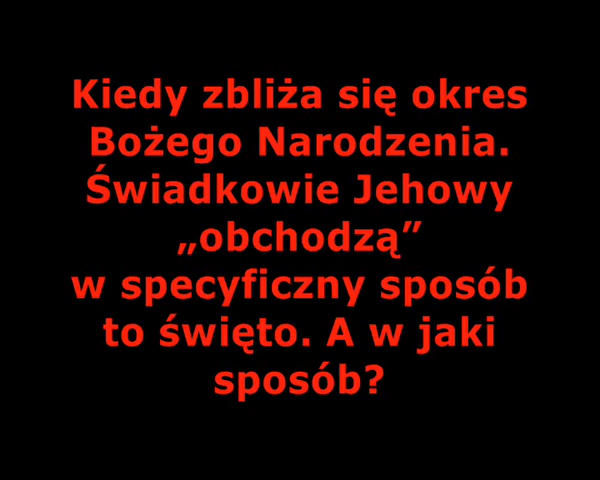 Kiedy zbliża się okres
Bożego Narodzenia.
Świadkowie Jehowy
„obchodzą”
w specyficzny sposób
to święto. A w jaki
sposób?